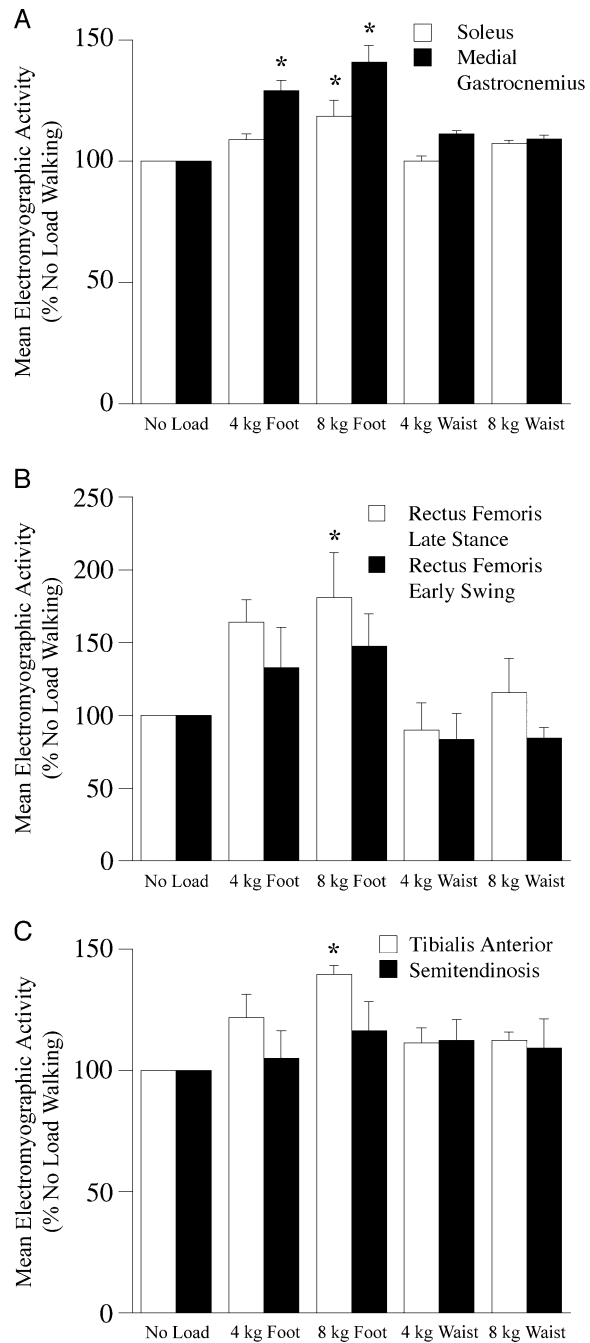 A
Mean Electromyographic Activity
(% No Load Walking)
150
100
50
0
* * *
Soleus
Medial
Gastrocnemius
No Load 4 kg Foot 8 kg Foot 4 kg Waist 8 kg Waist
B
Mean Electromyographic Activity
(% No Load Walking)
250
200
150
100
50
0
*
Rectus Femoris
Late Stance
Rectus Femoris
Early Swing
No Load 4 kg Foot 8 kg Foot 4 kg Waist 8 kg Waist
C
Mean Electromyographic Activity
(% No Load Walking)
150
100
50
0
*
Tibialis Anterior
Semitendinosis
No Load 4 kg Foot 8 kg Foot 4 kg Waist 8 kg Waist